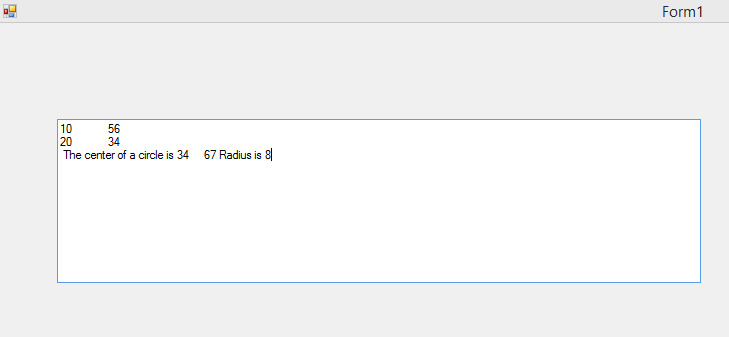 Form1
10 56
20 34
The center of a circle is 34 67 Radius is 8